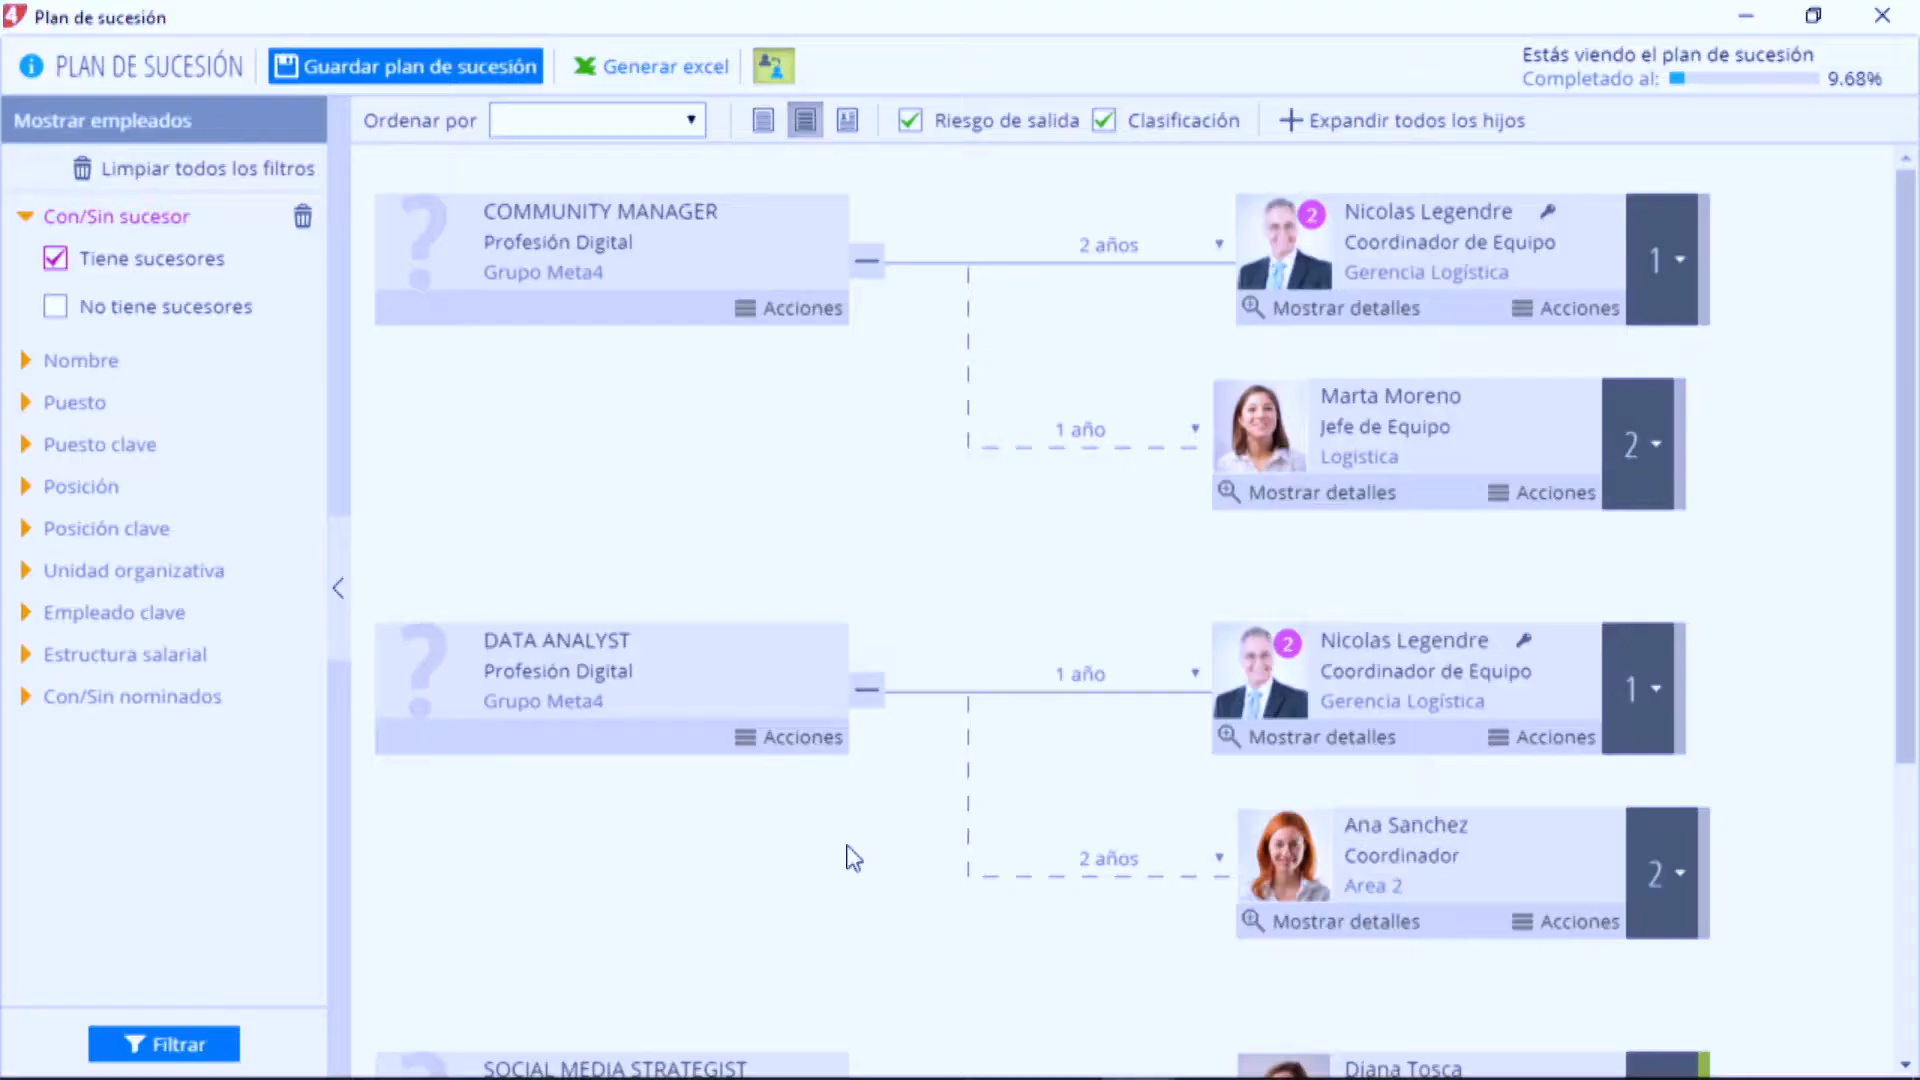 Plan de sucesión
PLAN DE SUCESIÓN
Guardar plan de sucesión
Generar excel
Estás viendo el plan de sucesión
Completado al: 9.68%
Mostrar empleados
Limpiar todos los filtros
Con/Sin sucesor
Tiene sucesores
No tiene sucesores
Nombre
Puesto
Puesto clave
Posición
Posición clave
Unidad organizativa
Empleado clave
Estructura salarial
Con/Sin nominados
Filtrar
Ordenar por
Riesgo de salida
Clasificación
Expandir todos los hijos
COMMUNITY MANAGER
Profesión Digital
Grupo Meta4
Acciones
2 años
2
Nicolas Legendre
Coordinador de Equipo
Gerencia Logística
Mostrar detalles
Acciones
1
1 año
Marta Moreno
Jefe de Equipo
Logistica
Mostrar detalles
Acciones
2
DATA ANALYST
Profesión Digital
Grupo Meta4
Acciones
1 año
2
Nicolas Legendre
Coordinador de Equipo
Gerencia Logística
Mostrar detalles
Acciones
1
2 años
Ana Sanchez
Coordinador
Area 2
Mostrar detalles
Acciones
2
SOCIAL MEDIA STRATEGIST
Diana Tosca